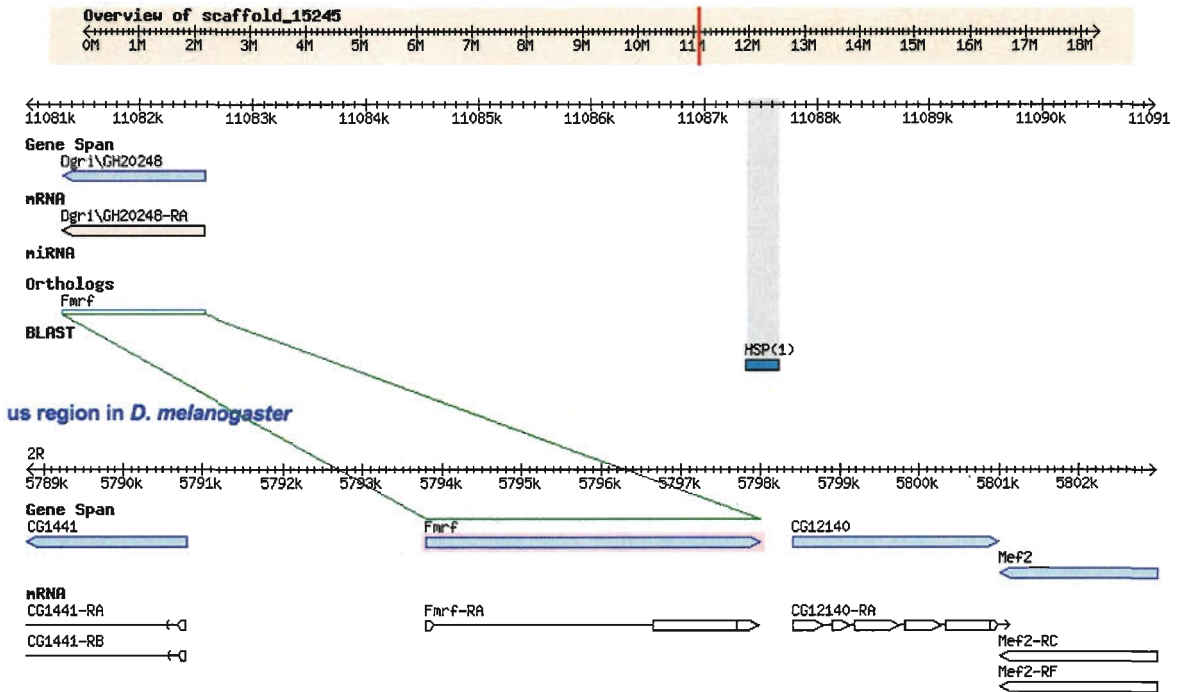 Overview of scaffold_15245
0M 1M 2M 3M 4M 5M 6M 7M 8M 9M 10M 11M 12M 13M 14M 15M 16M 17M 18M
11081k 11082k 11083k 11084k 11085k 11086k 11087k 11088k 11089k 11090k 11091
Gene Span
Dgri\GH20248
mRNA
Dgri\GH20248-RA
miRNA
Orthologs
Fmrf
BLAST
HSP(1)
us region in D. melanogaster
2R
5789k 5790k 5791k 5792k 5793k 5794k 5795k 5796k 5797k 5798k 5799k 5800k 5801k 5802k
Gene Span
CG1441 Fmrf CG12140
Mef2
mRNA
CG1441-RA Fmrf-RA CG12140-RA
CG1441-RB Mef2-RC
Mef2-RF